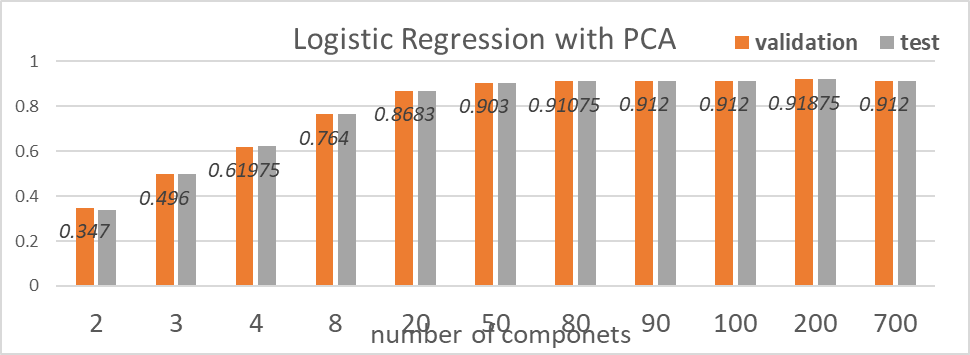 Logistic Regression with PCA
validation test
1
0.8
0.6
0.4
0.2
0
0.347 0.496 0.61975 0.764 0.8683 0.903 0.91075 0.912 0.912 0.91875 0.912
2 3 4 8 20 50 80 90 100 200 700
number of componets